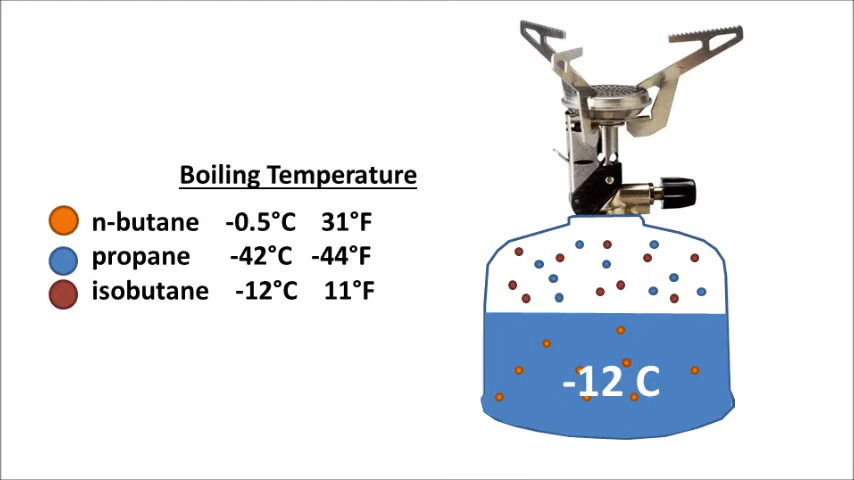 Boiling Temperature
n-butane -0.5°C 31°F
propane -42°C -44°F
isobutane -12°C 11°F
-12 C